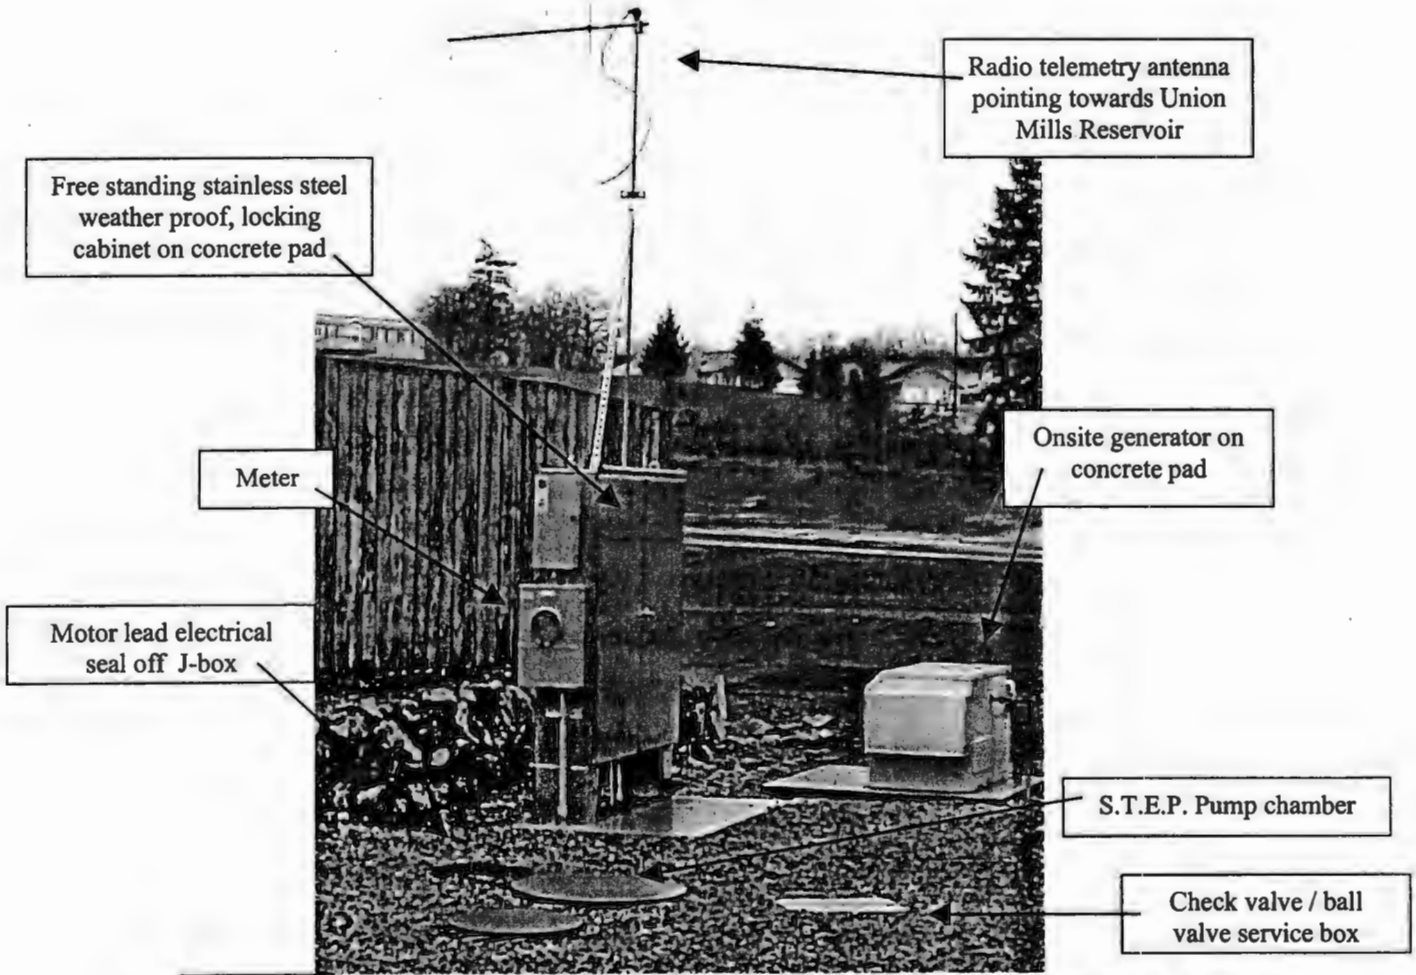 Radio telemetry antenna
pointing towards Union
Mills Reservoir
Free standing stainless steel
weather proof, locking
cabinet on concrete pad
Onsite generator on
concrete pad
Meter
Motor lead electrical
seal off J-box
S.T.E.P. Pump chamber
Check valve / ball
valve service box